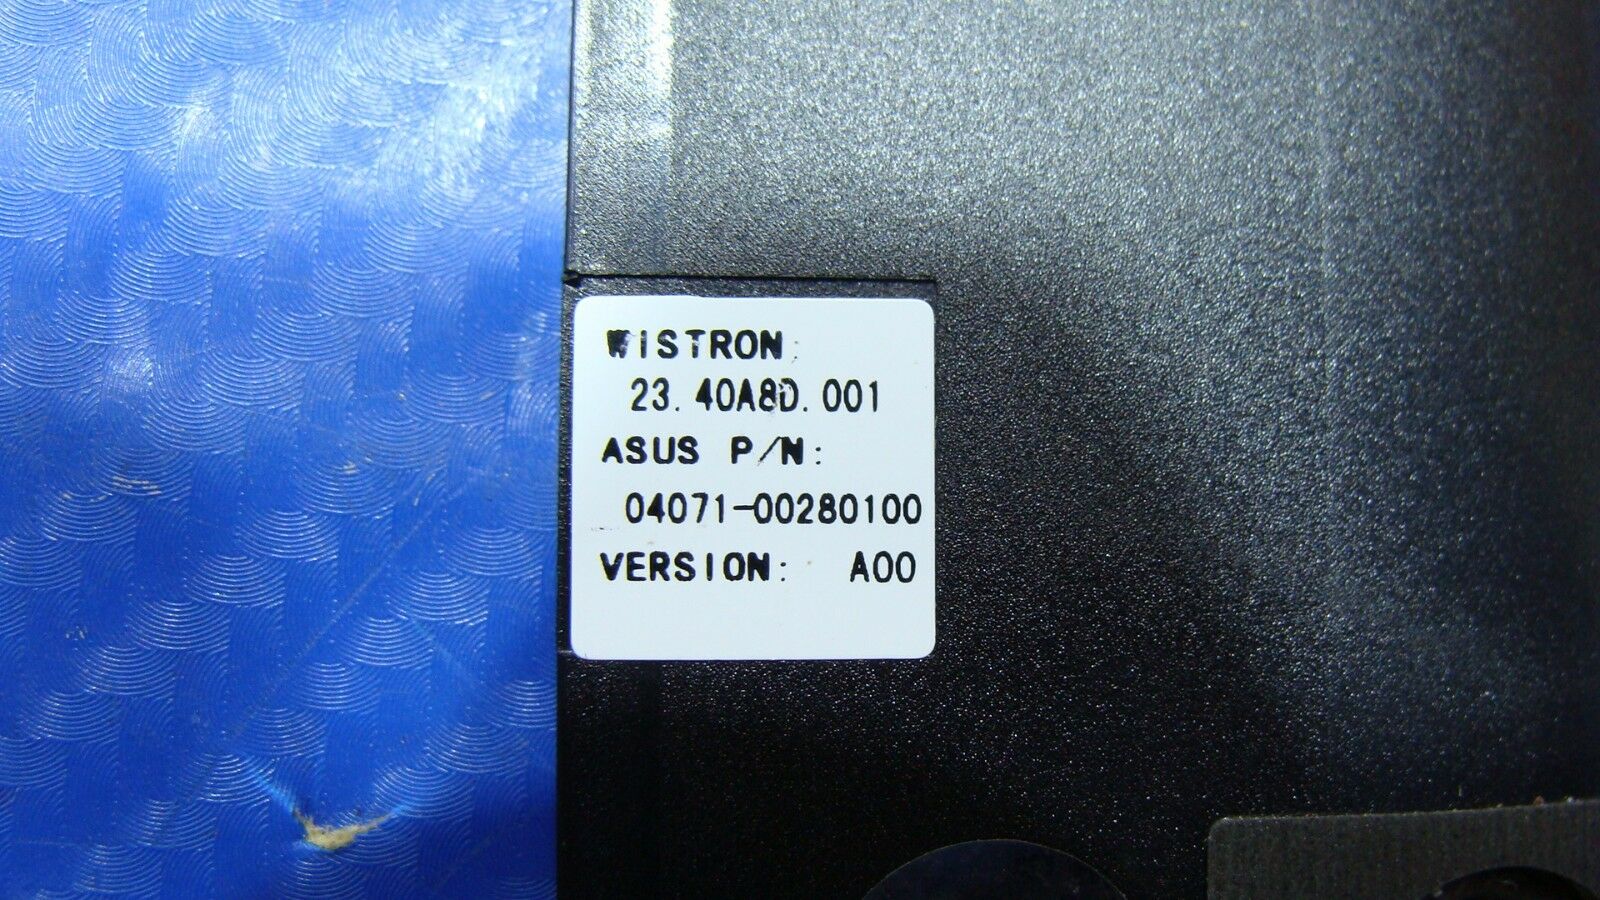 WISTRON:
23.40A8D.001
ASUS P/N:
04071-00280100
VERSION: A00